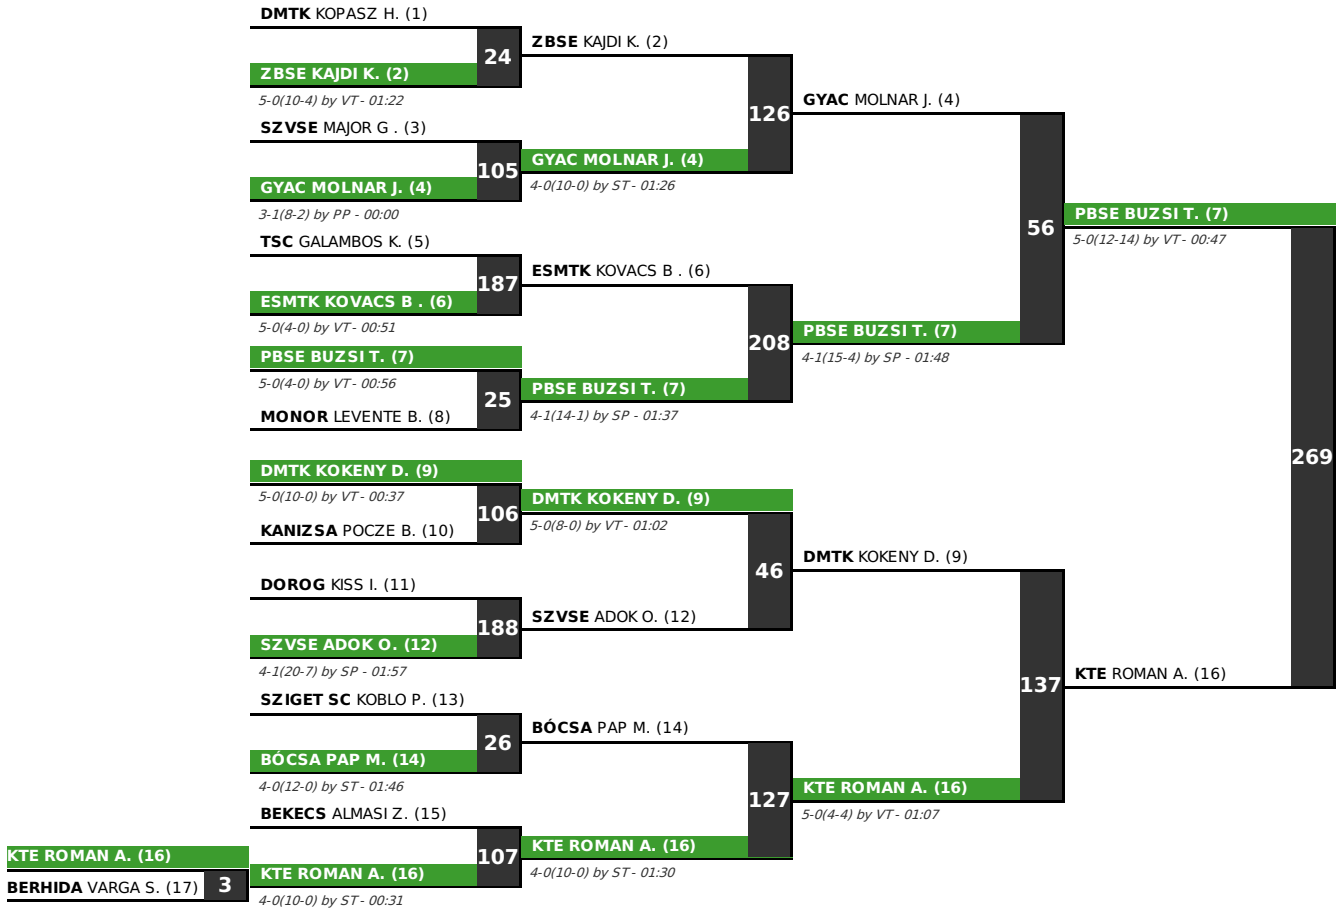 DMTK KOPASZ H. (1)
24
ZBSE KAJDI K. (2)
5-0(10-4) by VT - 01:22
SZVSE MAJOR G . (3)
105
GYAC MOLNAR J. (4)
3-1(8-2) by PP - 00:00
TSC GALAMBOS K. (5)
187
ESMTK KOVACS B . (6)
5-0(4-0) by VT - 00:51
PBSE BUZSI T. (7)
5-0(4-0) by VT - 00:56
25
MONOR LEVENTE B. (8)
DMTK KOKENY D. (9)
5-0(10-0) by VT - 00:37
106
KANIZSA POCZE B. (10)
DOROG KISS I. (11)
188
SZVSE ADOK O. (12)
4-1(20-7) by SP - 01:57
SZIGET SC KOBLO P. (13)
26
BÓCSA PAP M. (14)
4-0(12-0) by ST - 01:46
BEKECS ALMASI Z. (15)
107
KTE ROMAN A. (16)
4-0(10-0) by ST - 00:31
KTE ROMAN A. (16)
3
BERHIDA VARGA S. (17)
ZBSE KAJDI K. (2)
126
GYAC MOLNAR J. (4)
4-0(10-0) by ST - 01:26
ESMTK KOVACS B . (6)
208
PBSE BUZSI T. (7)
4-1(14-1) by SP - 01:37
DMTK KOKENY D. (9)
5-0(8-0) by VT - 01:02
46
SZVSE ADOK O. (12)
BÓCSA PAP M. (14)
127
KTE ROMAN A. (16)
4-0(10-0) by ST - 01:30
GYAC MOLNAR J. (4)
56
PBSE BUZSI T. (7)
4-1(15-4) by SP - 01:48
DMTK KOKENY D. (9)
137
KTE ROMAN A. (16)
5-0(4-4) by VT - 01:07
PBSE BUZSI T. (7)
5-0(12-14) by VT - 00:47
269
KTE ROMAN A. (16)